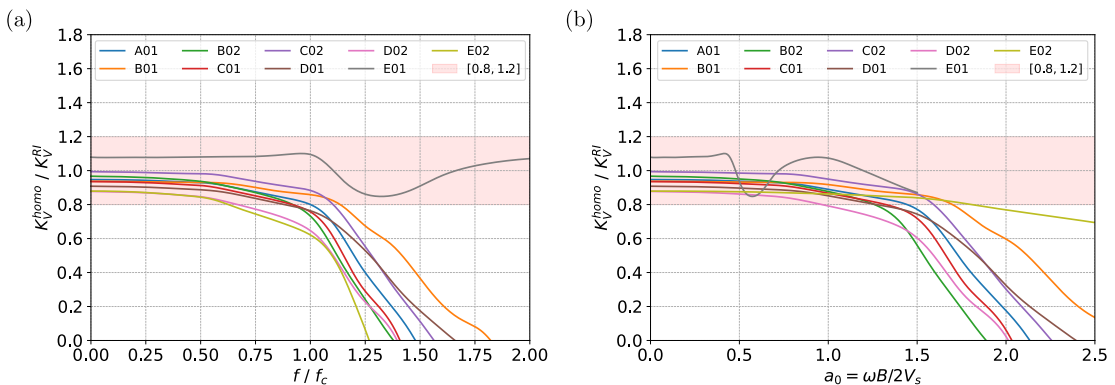 (a)
1.8
1.6
1.4
1.2
1.0
0.8
0.6
0.4
0.2
0.0
K_V^{homo} / K_V^{RI}
A01 B02 C02 D02 E02
B01 C01 D01 E01 [0.8, 1.2]
0.00 0.25 0.50 0.75 1.00 1.25 1.50 1.75 2.00
f / f_c
(b)
1.8
1.6
1.4
1.2
1.0
0.8
0.6
0.4
0.2
0.0
K_V^{homo} / K_V^{RI}
A01 B02 C02 D02 E02
B01 C01 D01 E01 [0.8, 1.2]
0.0 0.5 1.0 1.5 2.0 2.5
a_0 = ωB/2V_s